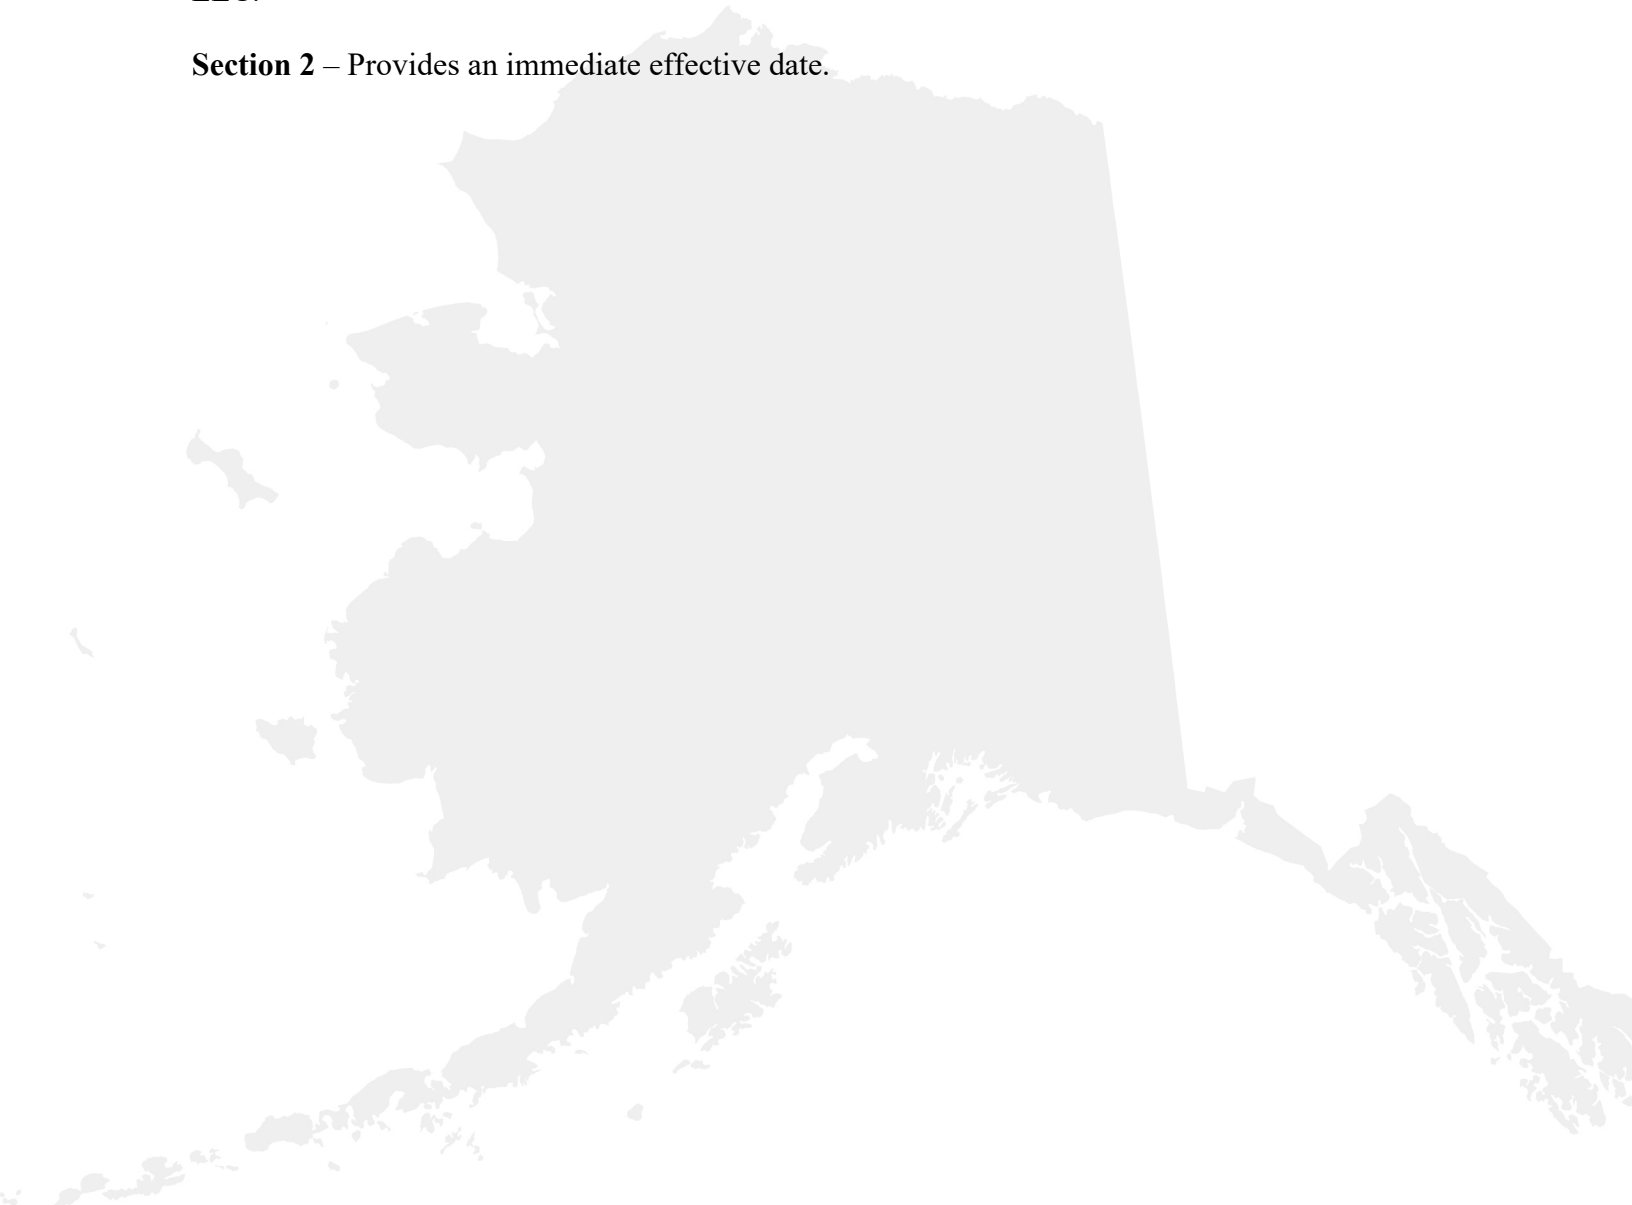 Section 2 – Provides an immediate effective date.